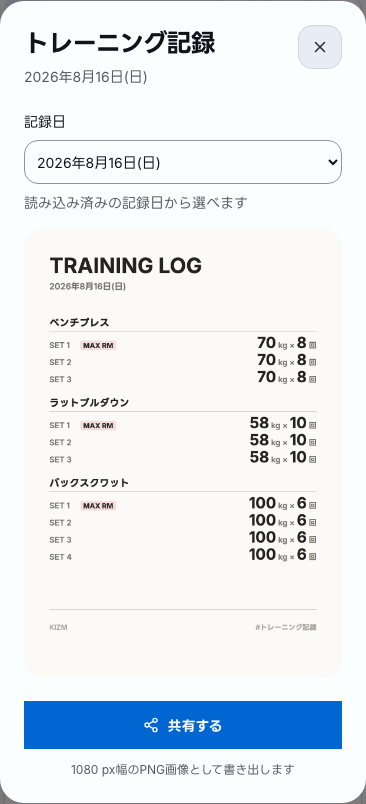 トレーニング記録
2026年8月16日(日)
記録日
2026年8月16日(日)
読み込み済みの記録日から選べます
TRAINING LOG
2026年8月16日(日)
ベンチプレス
SET 1 MAX RM 70 kg × 8 回
SET 2 70 kg × 8 回
SET 3 70 kg × 8 回
ラットプルダウン
SET 1 MAX RM 58 kg × 10 回
SET 2 58 kg × 10 回
SET 3 58 kg × 10 回
バックスクワット
SET 1 MAX RM 100 kg × 6 回
SET 2 100 kg × 6 回
SET 3 100 kg × 6 回
SET 4 100 kg × 6 回
KIZM #トレーニング記録
共有する
1080 px幅のPNG画像として書き出します